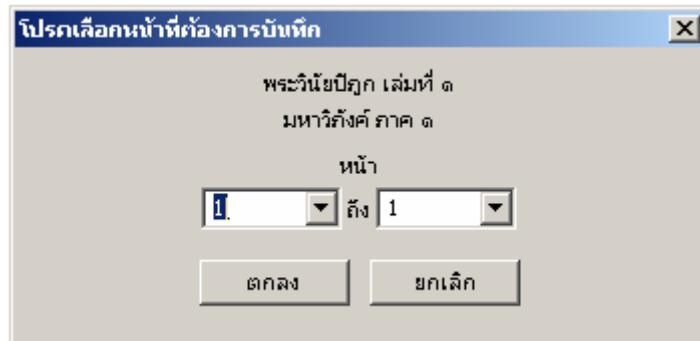 โปรดเลือกหน้าที่ต้องการบันทึก
พระวินัยปิฎก เล่มที่ ๑
มหาวิภังค์ ภาค ๑
หน้า
1 ถึง 1
ตกลง ยกเลิก